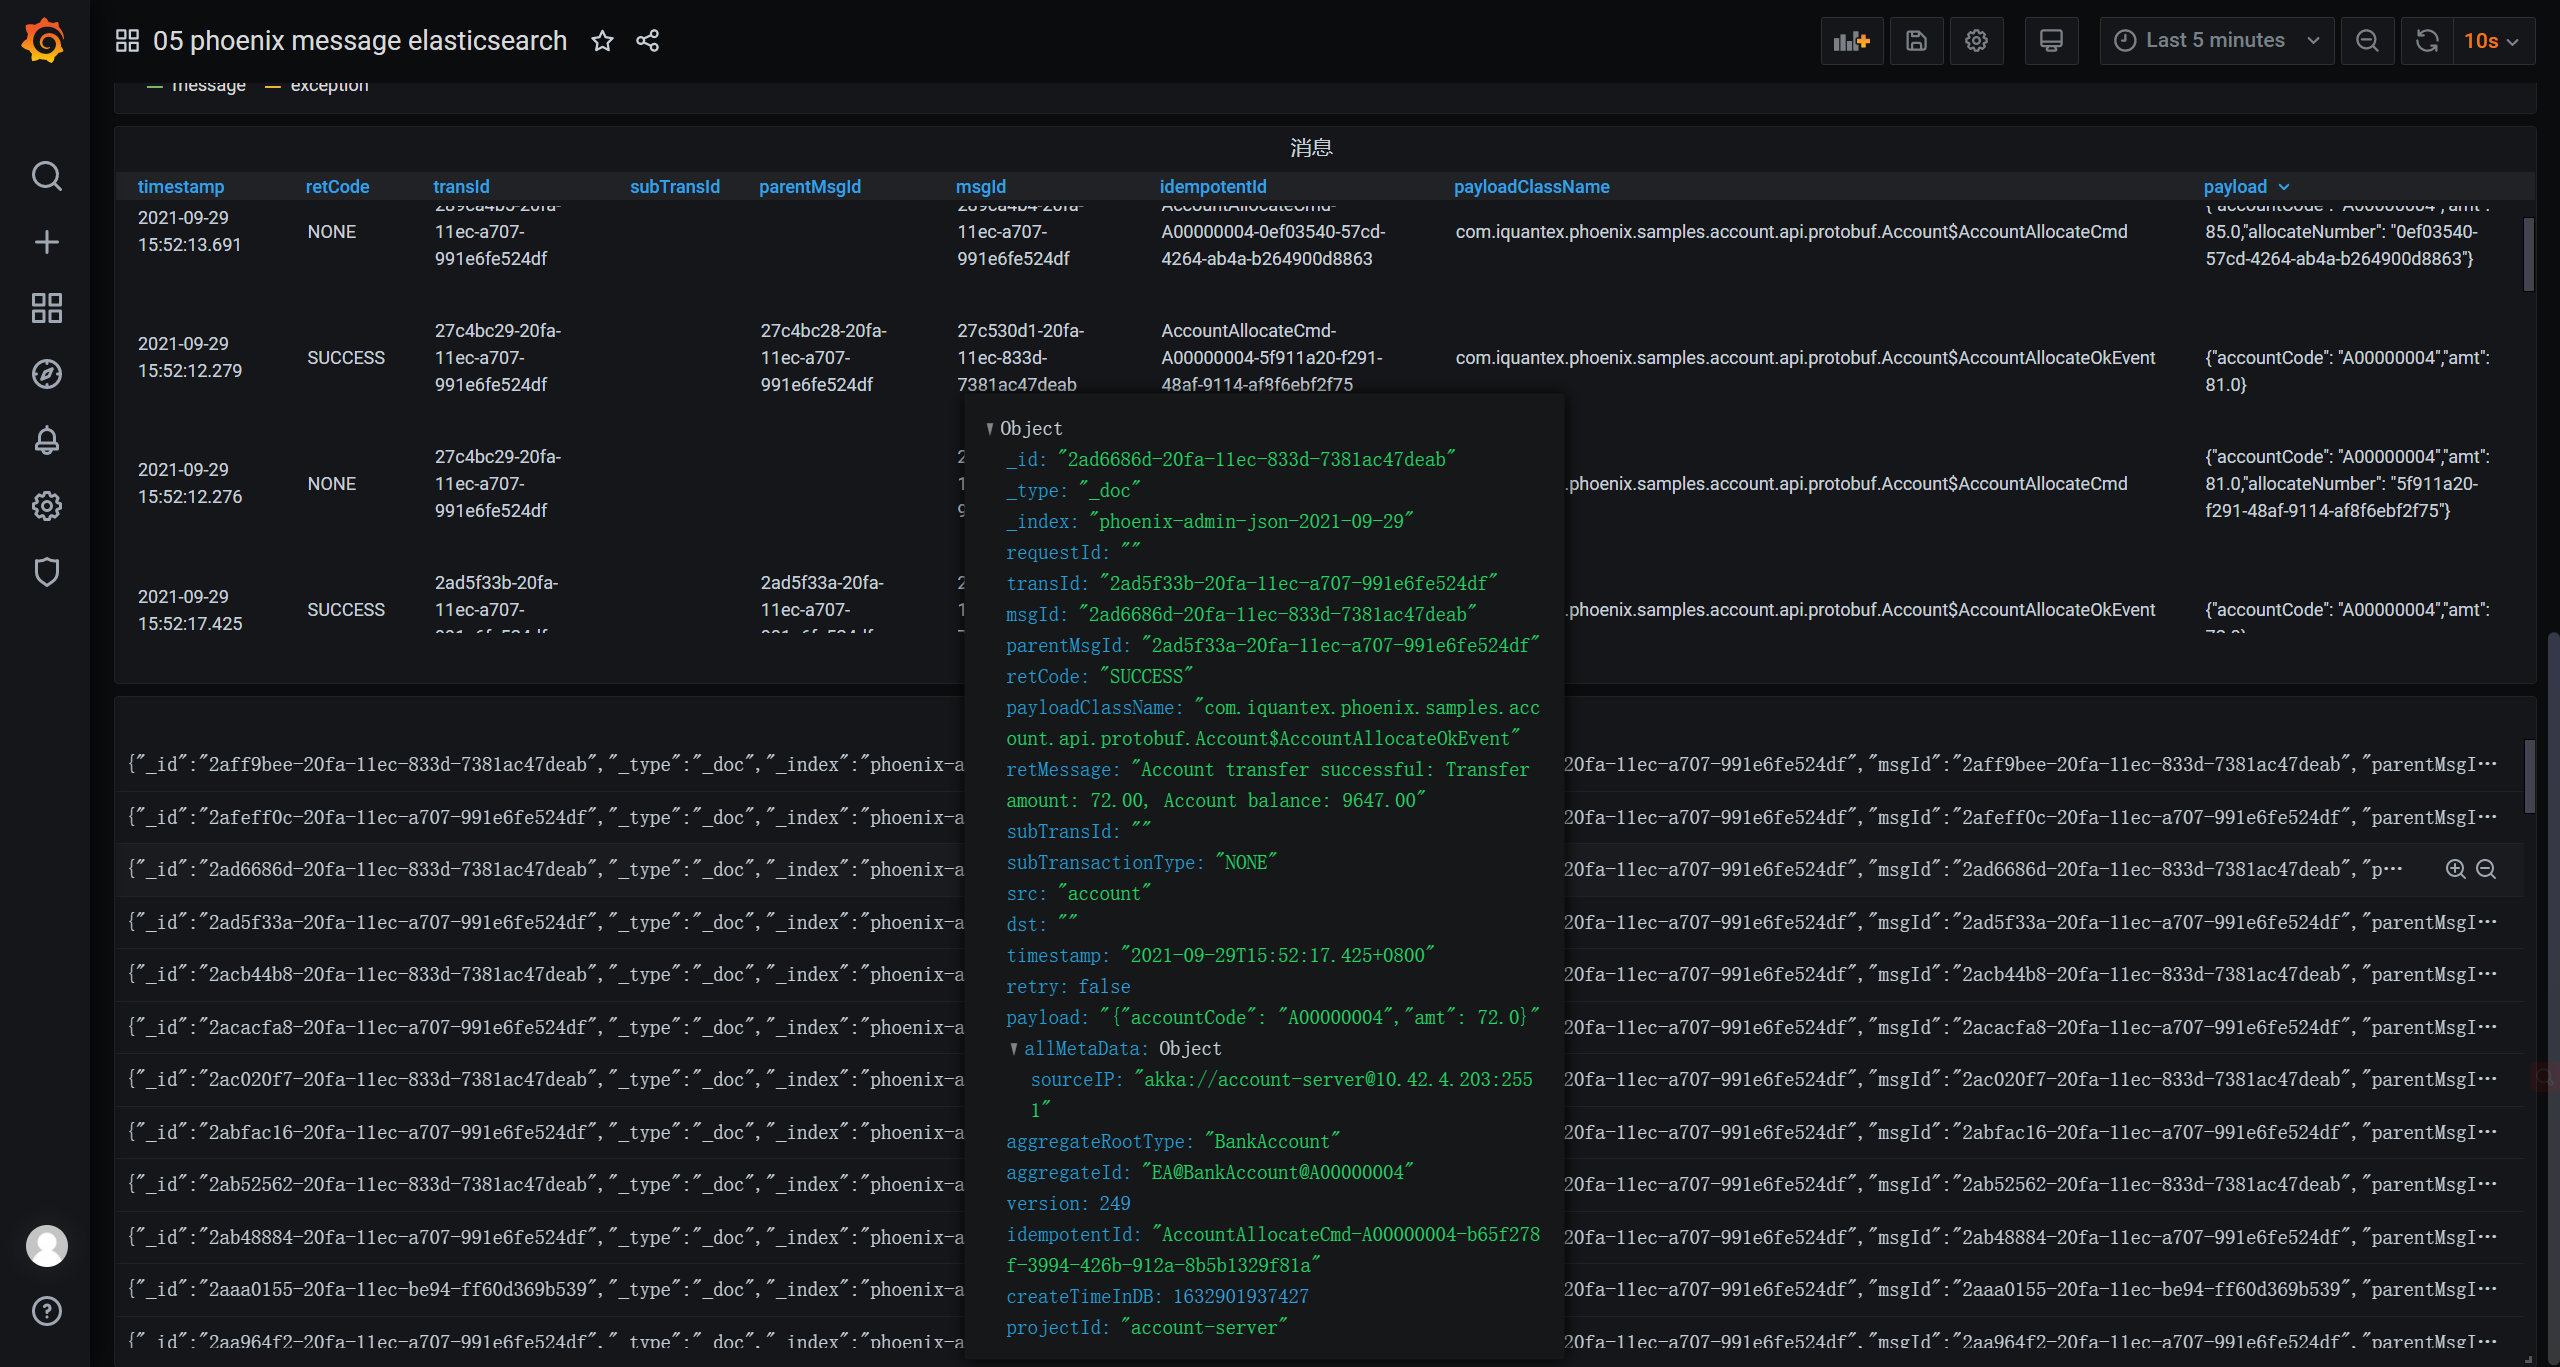 05 phoenix message elasticsearch
Last 5 minutes
10s
message exception
消息
timestamp retCode transId subTransId parentMsgId msgId idempotentId payloadClassName payload
2021-09-29 15:52:13.691 NONE 11ec-a707-991e6fe524df 11ec-a707-991e6fe524df A00000004-0ef03540-57cd-4264-ab4a-b264900d8863 com.iquantex.phoenix.samples.account.api.protobuf.Account$AccountAllocateCmd 85.0,"allocateNumber": "0ef03540-57cd-4264-ab4a-b264900d8863"}
2021-09-29 15:52:12.279 SUCCESS 27c4bc29-20fa-11ec-a707-991e6fe524df 27c4bc28-20fa-11ec-a707-991e6fe524df 27c530d1-20fa-11ec-833d-7381ac47deab AccountAllocateCmd-A00000004-5f911a20-f291-48af-9114-af8f6ebf2f75 com.iquantex.phoenix.samples.account.api.protobuf.Account$AccountAllocateOkEvent {"accountCode": "A00000004","amt": 81.0}
2021-09-29 15:52:12.276 NONE 27c4bc29-20fa-11ec-a707-991e6fe524df .phoenix.samples.account.api.protobuf.Account$AccountAllocateCmd {"accountCode": "A00000004","amt": 81.0,"allocateNumber": "5f911a20-f291-48af-9114-af8f6ebf2f75"}
2021-09-29 15:52:17.425 SUCCESS 2ad5f33b-20fa-11ec-a707- 2ad5f33a-20fa-11ec-a707- .phoenix.samples.account.api.protobuf.Account$AccountAllocateOkEvent {"accountCode": "A00000004","amt":
Object
_id: "2ad6686d-20fa-11ec-833d-7381ac47deab"
_type: "_doc"
_index: "phoenix-admin-json-2021-09-29"
requestId: ""
transId: "2ad5f33b-20fa-11ec-a707-991e6fe524df"
msgId: "2ad6686d-20fa-11ec-833d-7381ac47deab"
parentMsgId: "2ad5f33a-20fa-11ec-a707-991e6fe524df"
retCode: "SUCCESS"
payloadClassName: "com.iquantex.phoenix.samples.acc
ount.api.protobuf.Account$AccountAllocateOkEvent"
retMessage: "Account transfer successful: Transfer
amount: 72.00, Account balance: 9647.00"
subTransId: ""
subTransactionType: "NONE"
src: "account"
dst: ""
timestamp: "2021-09-29T15:52:17.425+0800"
retry: false
payload: "{"accountCode": "A00000004","amt": 72.0}"
allMetaData: Object
sourceIP: "akka://account-server@10.42.4.203:255
1"
aggregateRootType: "BankAccount"
aggregateId: "EA@BankAccount@A00000004"
version: 249
idempotentId: "AccountAllocateCmd-A00000004-b65f278
f-3994-426b-912a-8b5b1329f81a"
createTimeInDB: 1632901937427
projectId: "account-server"
{"_id":"2aff9bee-20fa-11ec-833d-7381ac47deab","_type":"_doc","_index":"phoenix-a 20fa-11ec-a707-991e6fe524df","msgId":"2aff9bee-20fa-11ec-833d-7381ac47deab","parentMsgI…
{"_id":"2afeff0c-20fa-11ec-a707-991e6fe524df","_type":"_doc","_index":"phoenix-a 20fa-11ec-a707-991e6fe524df","msgId":"2afeff0c-20fa-11ec-a707-991e6fe524df","parentMsgI…
{"_id":"2ad6686d-20fa-11ec-833d-7381ac47deab","_type":"_doc","_index":"phoenix-a 20fa-11ec-a707-991e6fe524df","msgId":"2ad6686d-20fa-11ec-833d-7381ac47deab","p…
{"_id":"2ad5f33a-20fa-11ec-a707-991e6fe524df","_type":"_doc","_index":"phoenix-a 20fa-11ec-a707-991e6fe524df","msgId":"2ad5f33a-20fa-11ec-a707-991e6fe524df","parentMsgI…
{"_id":"2acb44b8-20fa-11ec-833d-7381ac47deab","_type":"_doc","_index":"phoenix-a 20fa-11ec-a707-991e6fe524df","msgId":"2acb44b8-20fa-11ec-833d-7381ac47deab","parentMsgI…
{"_id":"2acacfa8-20fa-11ec-a707-991e6fe524df","_type":"_doc","_index":"phoenix-a 20fa-11ec-a707-991e6fe524df","msgId":"2acacfa8-20fa-11ec-a707-991e6fe524df","parentMsgI…
{"_id":"2ac020f7-20fa-11ec-833d-7381ac47deab","_type":"_doc","_index":"phoenix-a 20fa-11ec-a707-991e6fe524df","msgId":"2ac020f7-20fa-11ec-833d-7381ac47deab","parentMsgI…
{"_id":"2abfac16-20fa-11ec-a707-991e6fe524df","_type":"_doc","_index":"phoenix-a 20fa-11ec-a707-991e6fe524df","msgId":"2abfac16-20fa-11ec-a707-991e6fe524df","parentMsgI…
{"_id":"2ab52562-20fa-11ec-833d-7381ac47deab","_type":"_doc","_index":"phoenix-a 20fa-11ec-a707-991e6fe524df","msgId":"2ab52562-20fa-11ec-833d-7381ac47deab","parentMsgI…
{"_id":"2ab48884-20fa-11ec-a707-991e6fe524df","_type":"_doc","_index":"phoenix-a 20fa-11ec-a707-991e6fe524df","msgId":"2ab48884-20fa-11ec-a707-991e6fe524df","parentMsgI…
{"_id":"2aaa0155-20fa-11ec-be94-ff60d369b539","_type":"_doc","_index":"phoenix-a 20fa-11ec-a707-991e6fe524df","msgId":"2aaa0155-20fa-11ec-be94-ff60d369b539","parentMsgI…
{"_id":"2aa964f2-20fa-11ec-a707-991e6fe524df","_type":"_doc","_index":"phoenix-a 20fa-11ec-a707-991e6fe524df","msgId":"2aa964f2-20fa-11ec-a707-991e6fe524df","parentMsgI…